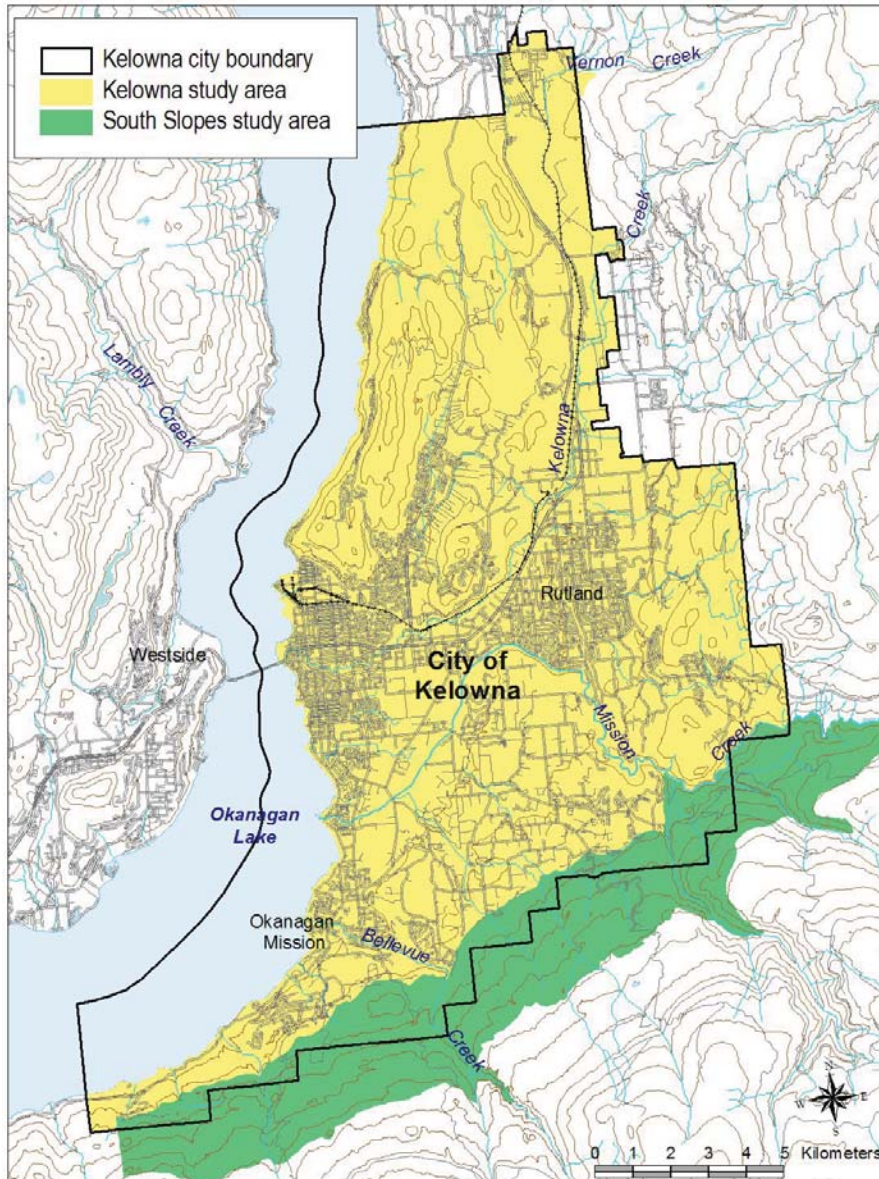 Kelowna city boundary
Kelowna study area
South Slopes study area
Vernon Creek
Creek
Lambly
Creek
Kelowna
Rutland
Westside
City of
Kelowna
Mission
Creek
Okanagan
Lake
Okanagan
Mission
Bellevue
Creek
N
W E
S
0 1 2 3 4 5 Kilometers